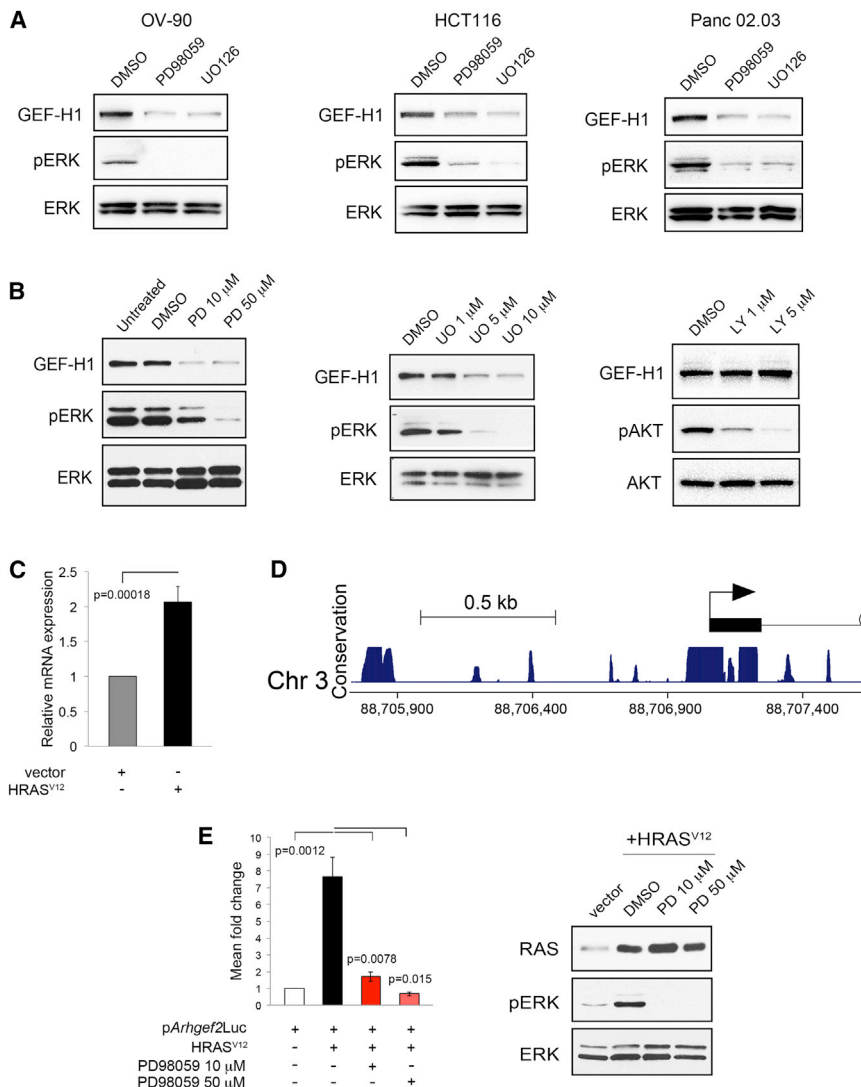 A
OV-90
HCT116
Panc 02.03
DMSO
PD98059
UO126
DMSO
PD98059
UO126
DMSO
PD98059
UO126
GEF-H1
pERK
ERK
GEF-H1
pERK
ERK
GEF-H1
pERK
ERK
B
Untreated
DMSO
PD 10 μM
PD 50 μM
DMSO
UO 1 μM
UO 5 μM
UO 10 μM
DMSO
LY 1 μM
LY 5 μM
GEF-H1
pERK
ERK
GEF-H1
pERK
ERK
GEF-H1
pAKT
AKT
C
Relative mRNA expression
2.5
2
1.5
1
0.5
0
p=0.00018
vector + -
HRASV12 - +
D
Conservation
0.5 kb
Chr 3
88,705,900 88,706,400 88,706,900 88,707,400
E
Mean fold change
10
9
8
7
6
5
4
3
2
1
0
p=0.0012
p=0.0078
p=0.015
pArhgef2Luc + + + +
HRASV12 - + + +
PD98059 10 μM - - + -
PD98059 50 μM - - - +
+HRASV12
vector
DMSO
PD 10 μM
PD 50 μM
RAS
pERK
ERK